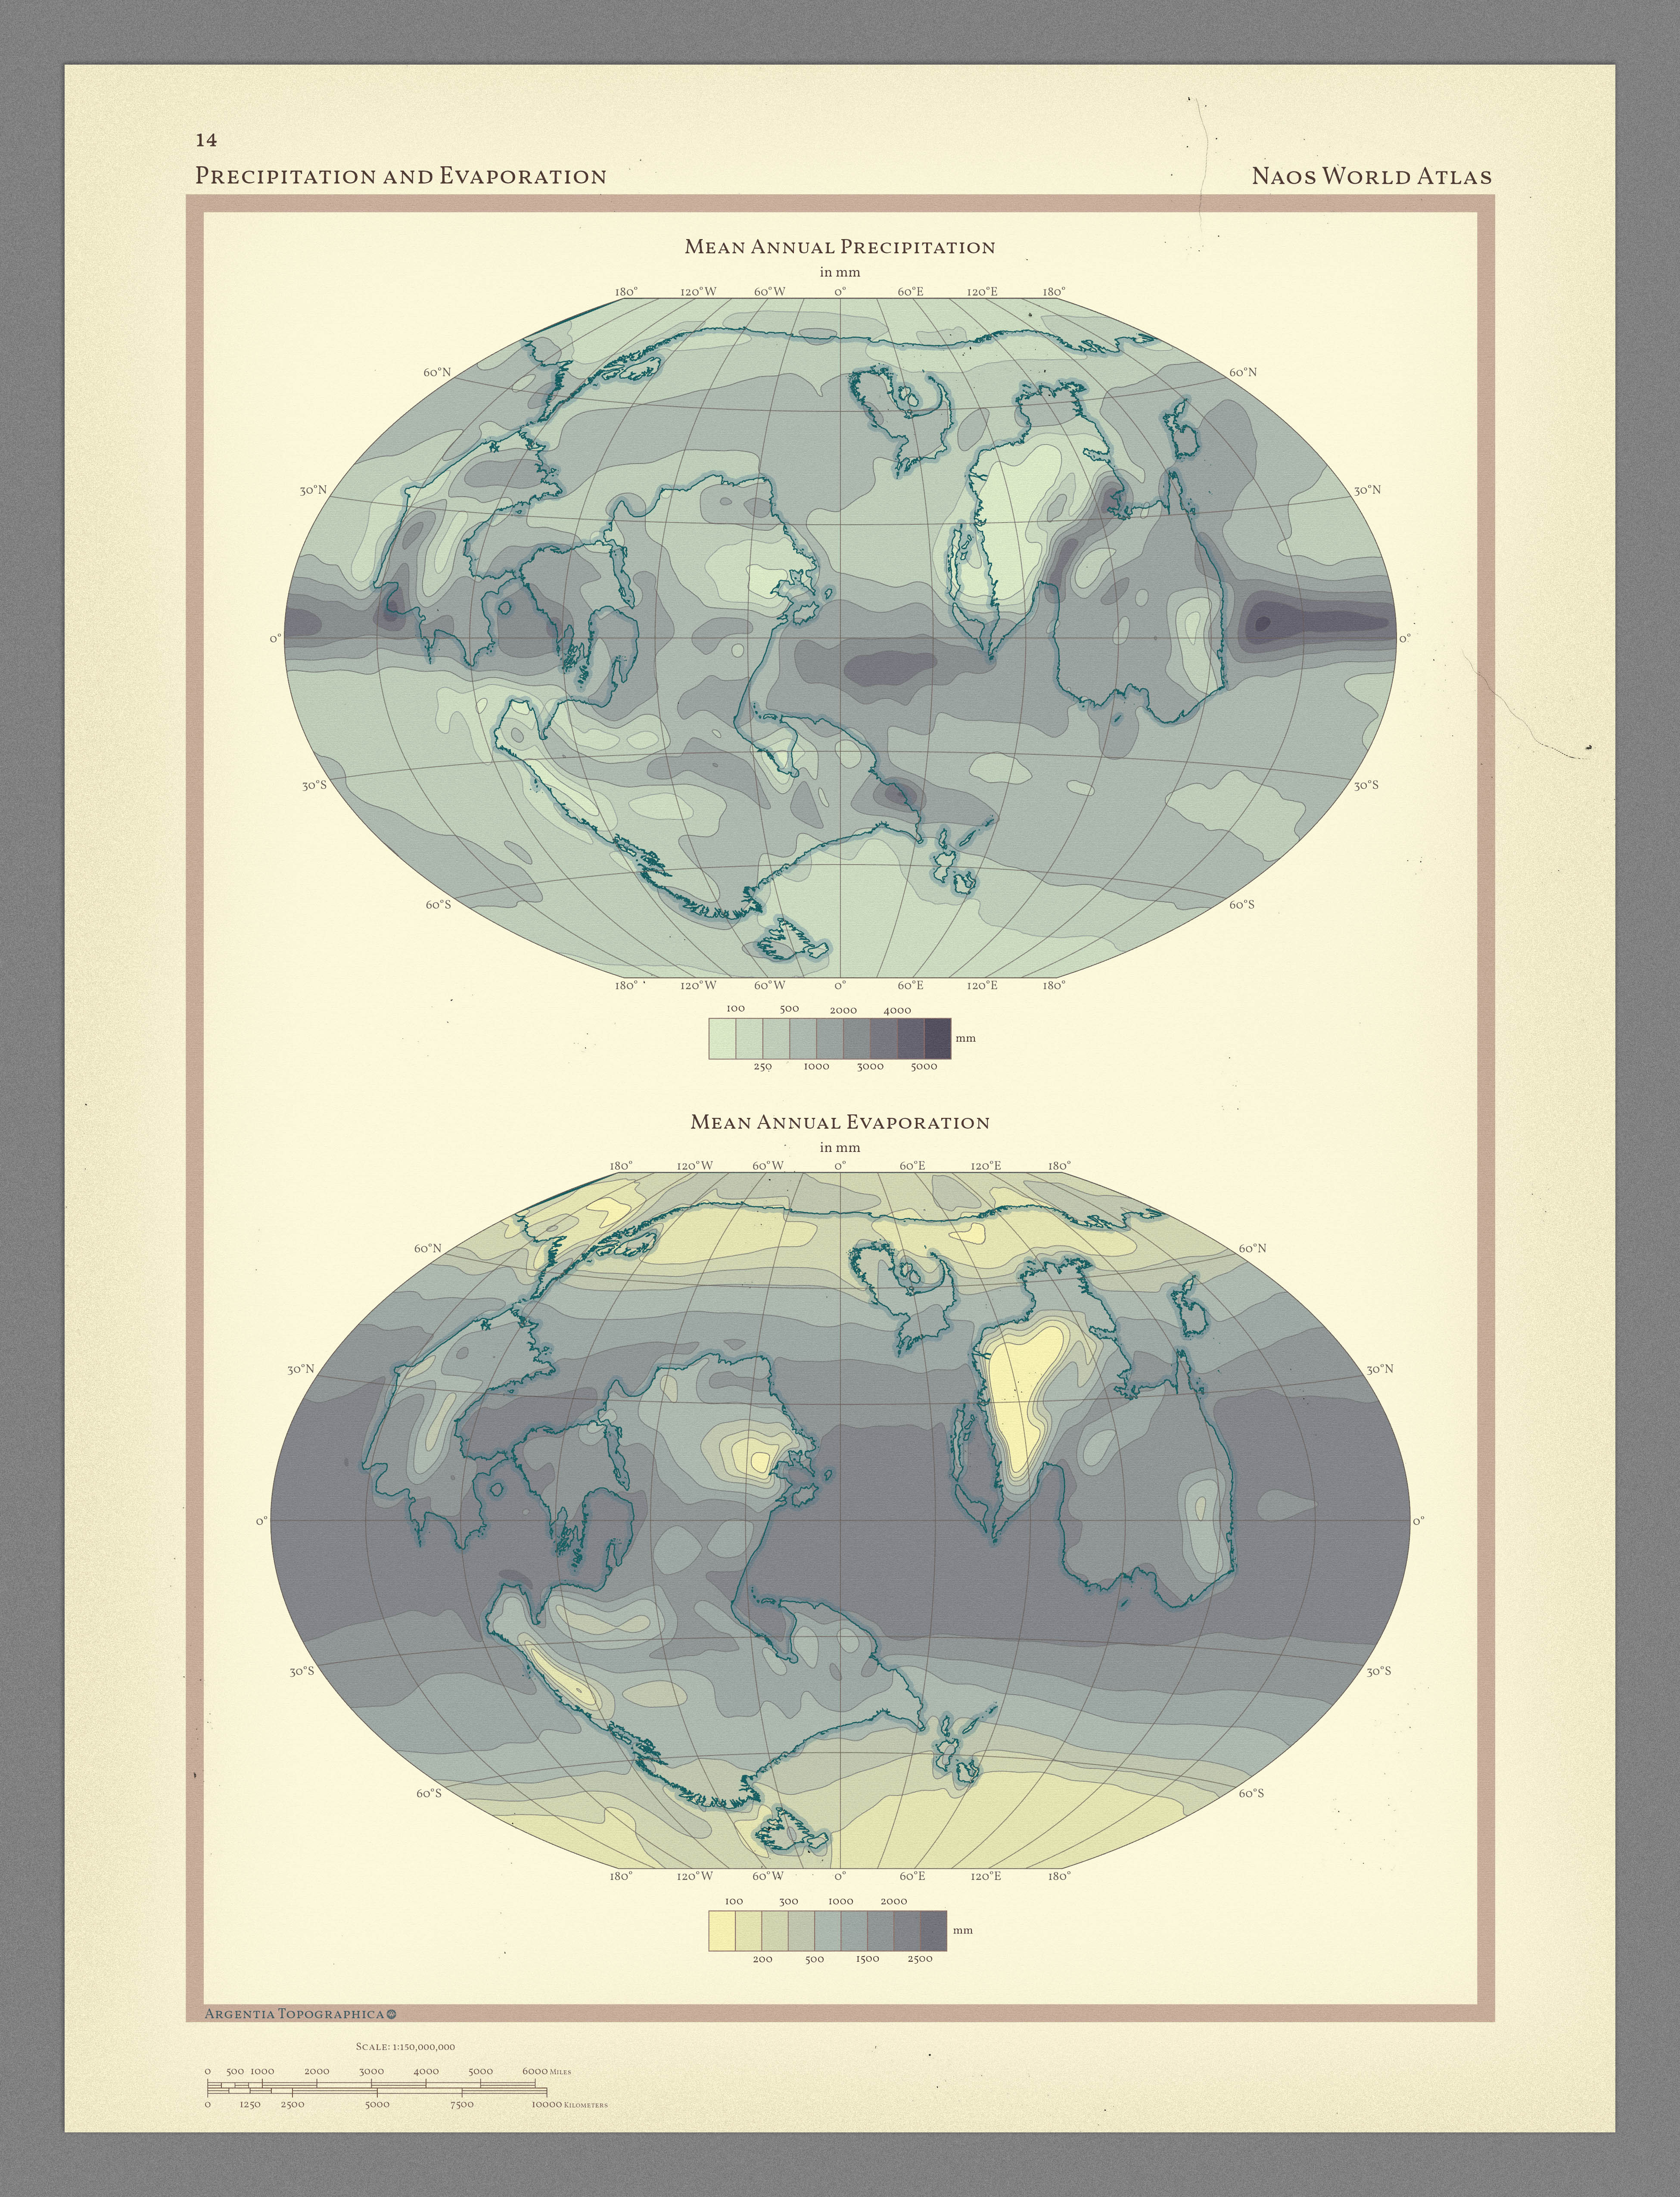 14
Precipitation and Evaporation
Naos World Atlas
Mean Annual Precipitation
in mm
180° 120°W 60°W 0° 60°E 120°E 180°
60°N 60°N
30°N 30°N
0° 0°
30°S 30°S
60°S 60°S
180° 120°W 60°W 0° 60°E 120°E 180°
100 500 2000 4000
mm
250 1000 3000 5000
Mean Annual Evaporation
in mm
180° 120°W 60°W 0° 60°E 120°E 180°
60°N 60°N
30°N 30°N
0° 0°
30°S 30°S
60°S 60°S
180° 120°W 60°W 0° 60°E 120°E 180°
100 300 1000 2000
mm
200 500 1500 2500
Argentia Topographica
Scale: 1:150,000,000
0 500 1000 2000 3000 4000 5000 6000 Miles
0 1250 2500 5000 7500 10000 Kilometers